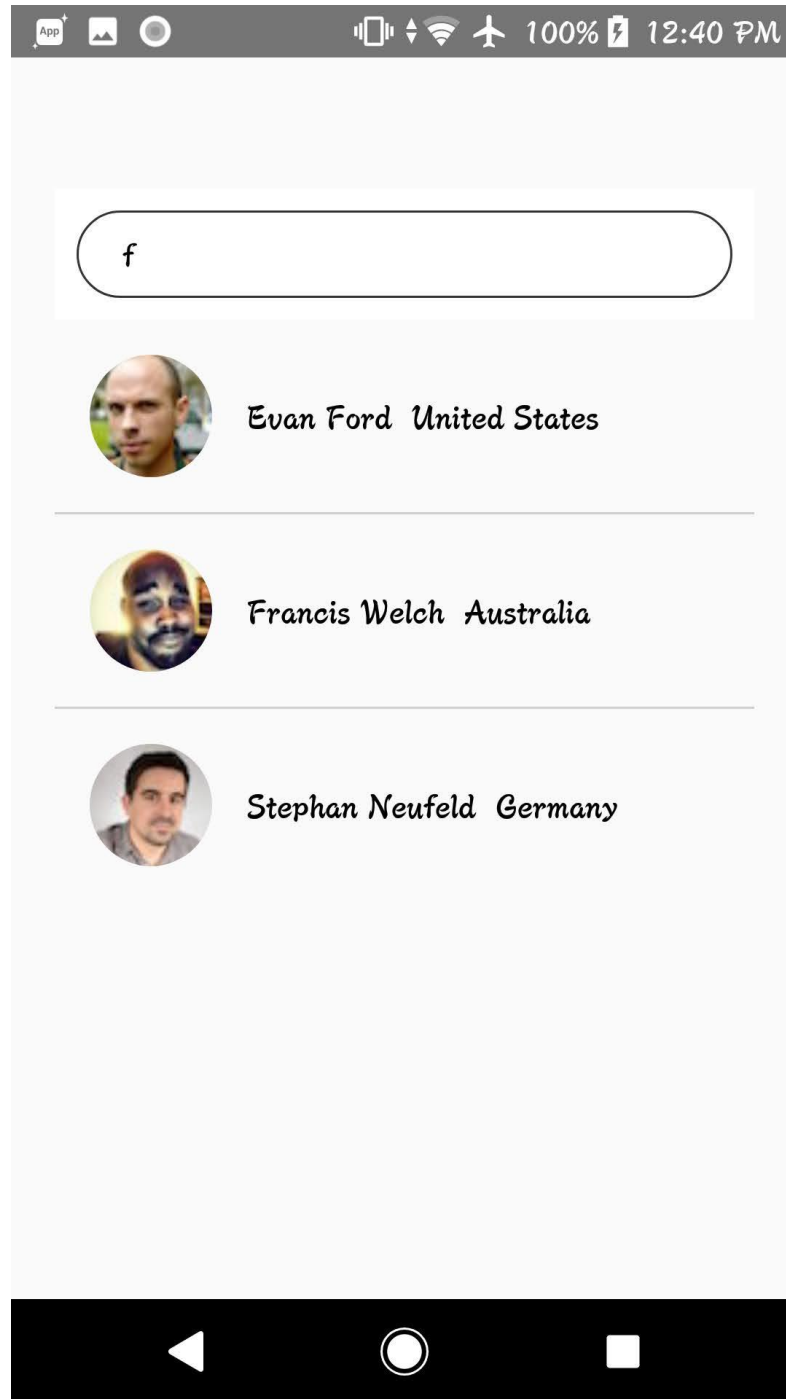 App 100% 12:40 PM
f
Evan Ford United States
Francis Welch Australia
Stephan Neufeld Germany